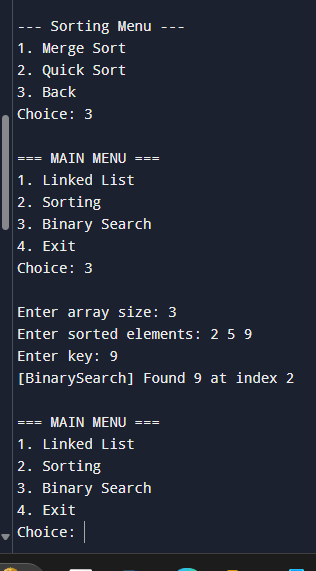 --- Sorting Menu ---
1. Merge Sort
2. Quick Sort
3. Back
Choice: 3
=== MAIN MENU ===
1. Linked List
2. Sorting
3. Binary Search
4. Exit
Choice: 3
Enter array size: 3
Enter sorted elements: 2 5 9
Enter key: 9
[BinarySearch] Found 9 at index 2
=== MAIN MENU ===
1. Linked List
2. Sorting
3. Binary Search
4. Exit
Choice: